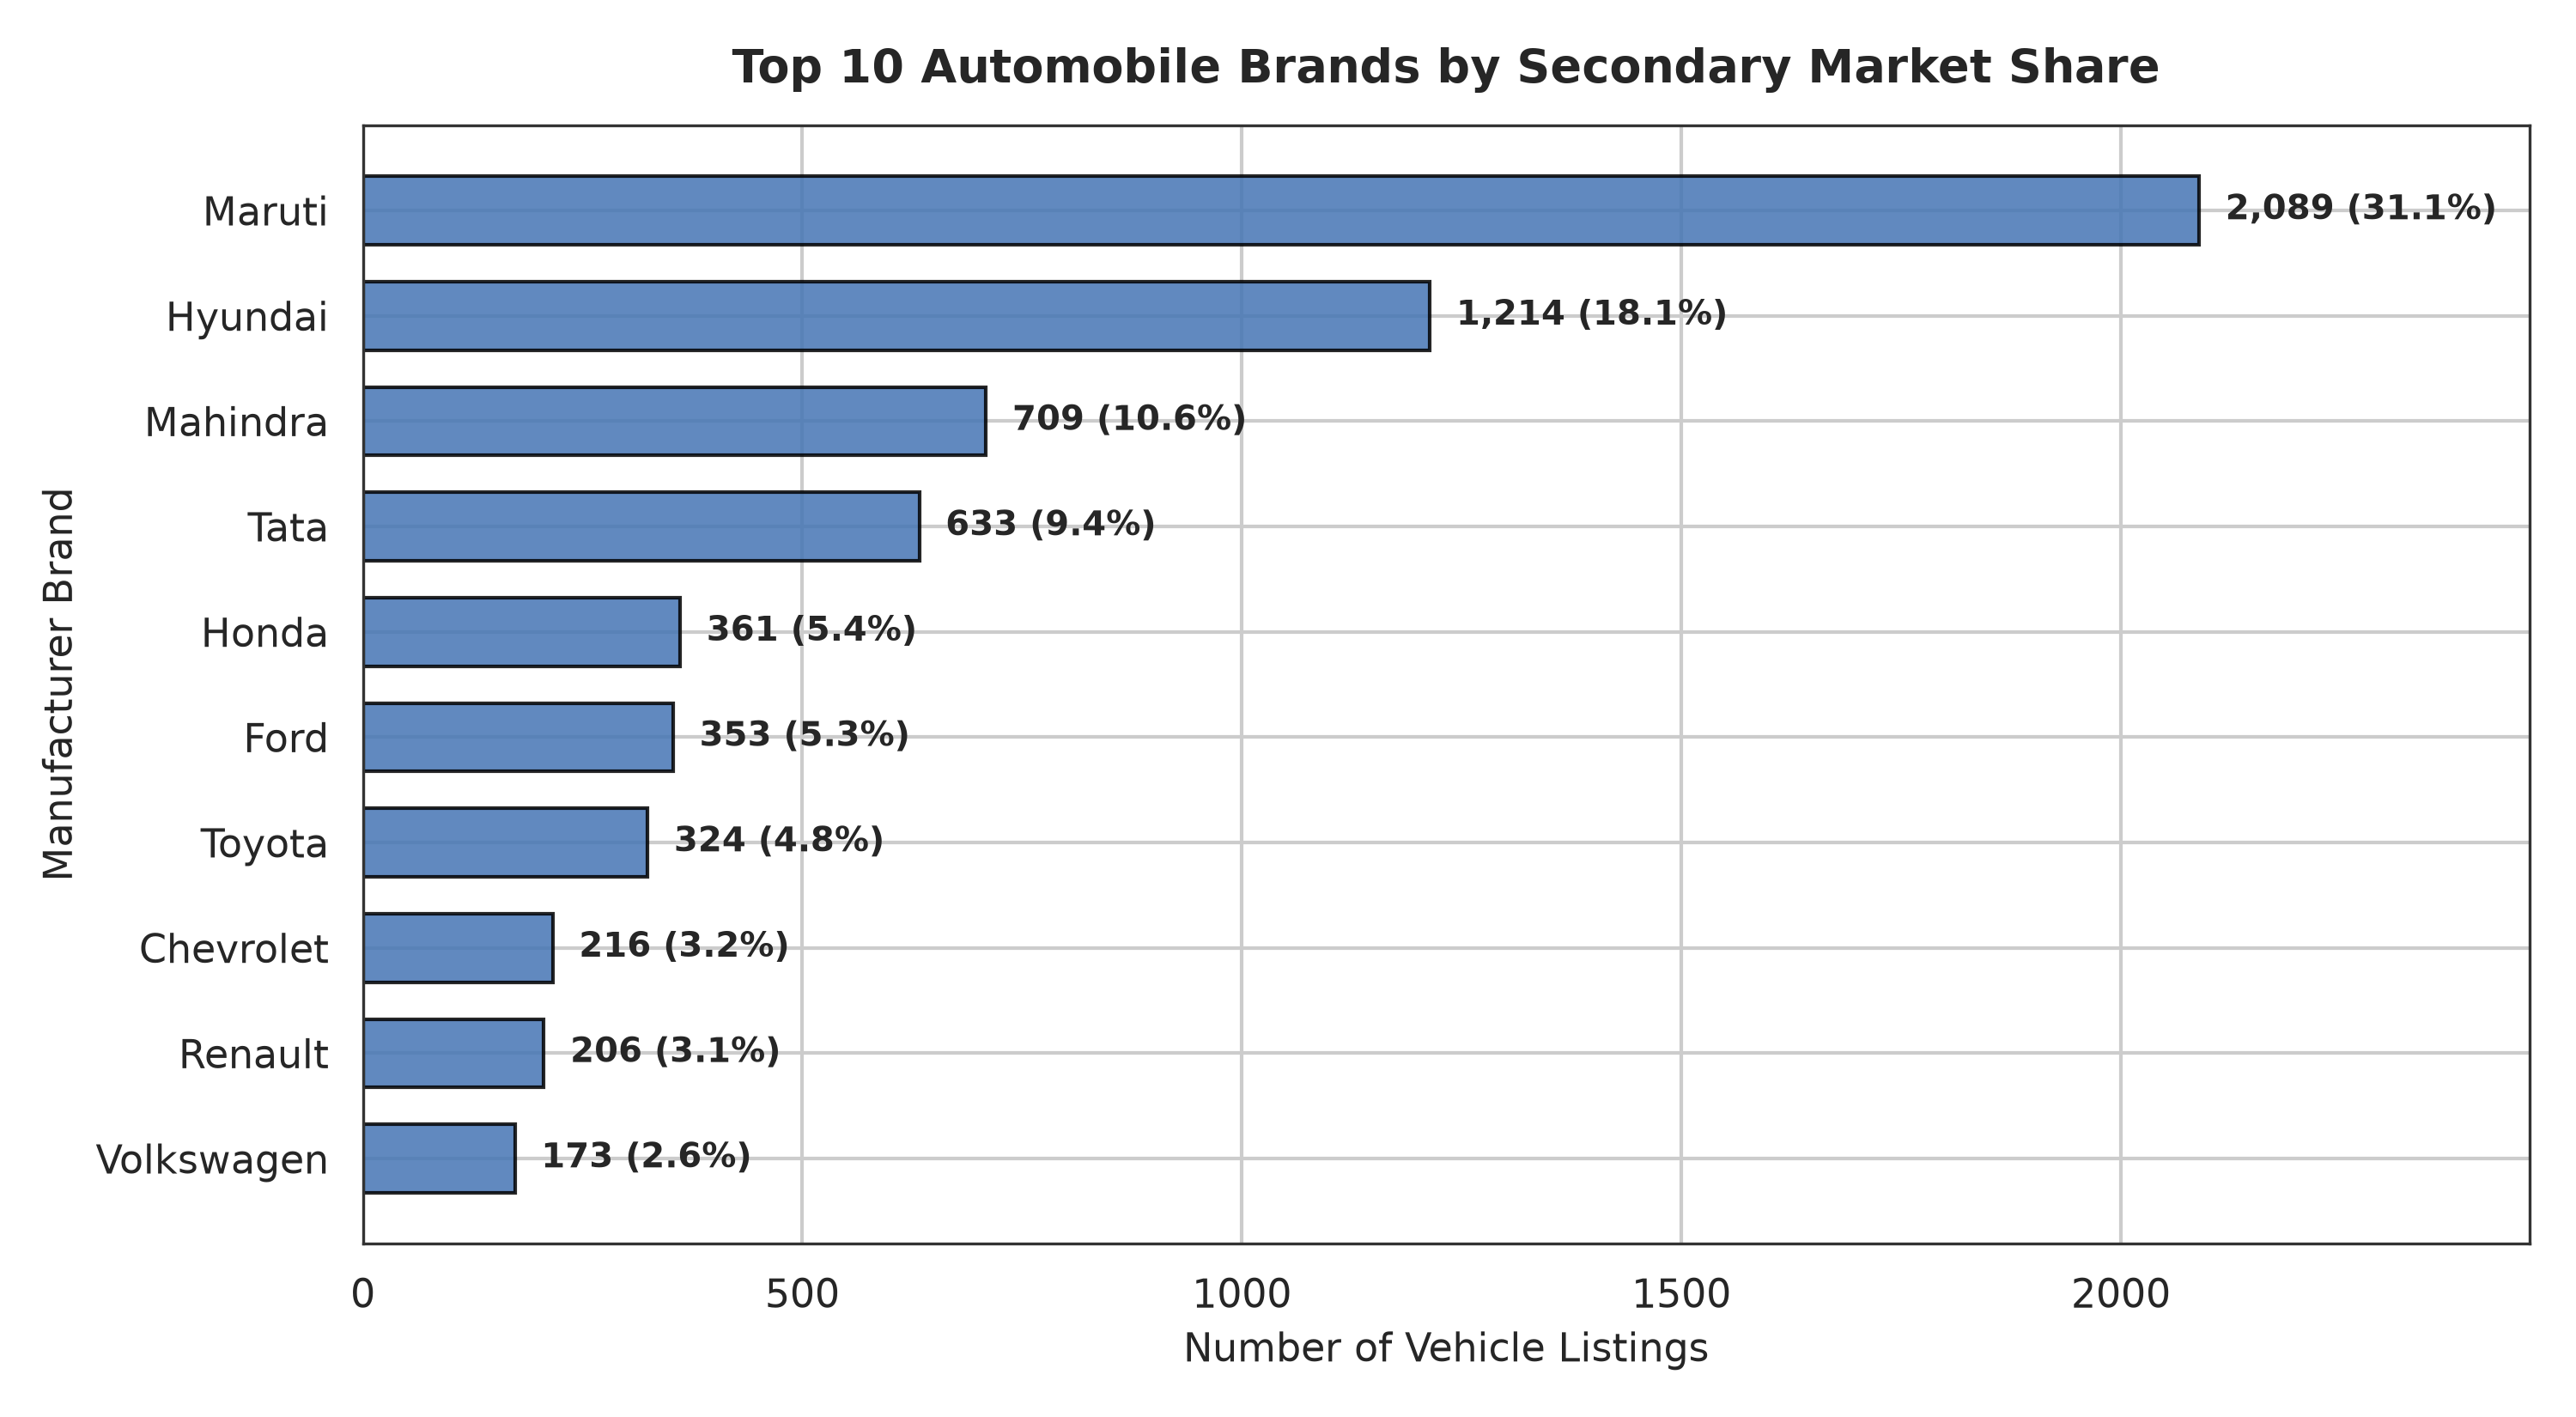 Top 10 Automobile Brands by Secondary Market Share
Manufacturer Brand
Maruti 2,089 (31.1%)
Hyundai 1,214 (18.1%)
Mahindra 709 (10.6%)
Tata 633 (9.4%)
Honda 361 (5.4%)
Ford 353 (5.3%)
Toyota 324 (4.8%)
Chevrolet 216 (3.2%)
Renault 206 (3.1%)
Volkswagen 173 (2.6%)
0 500 1000 1500 2000
Number of Vehicle Listings